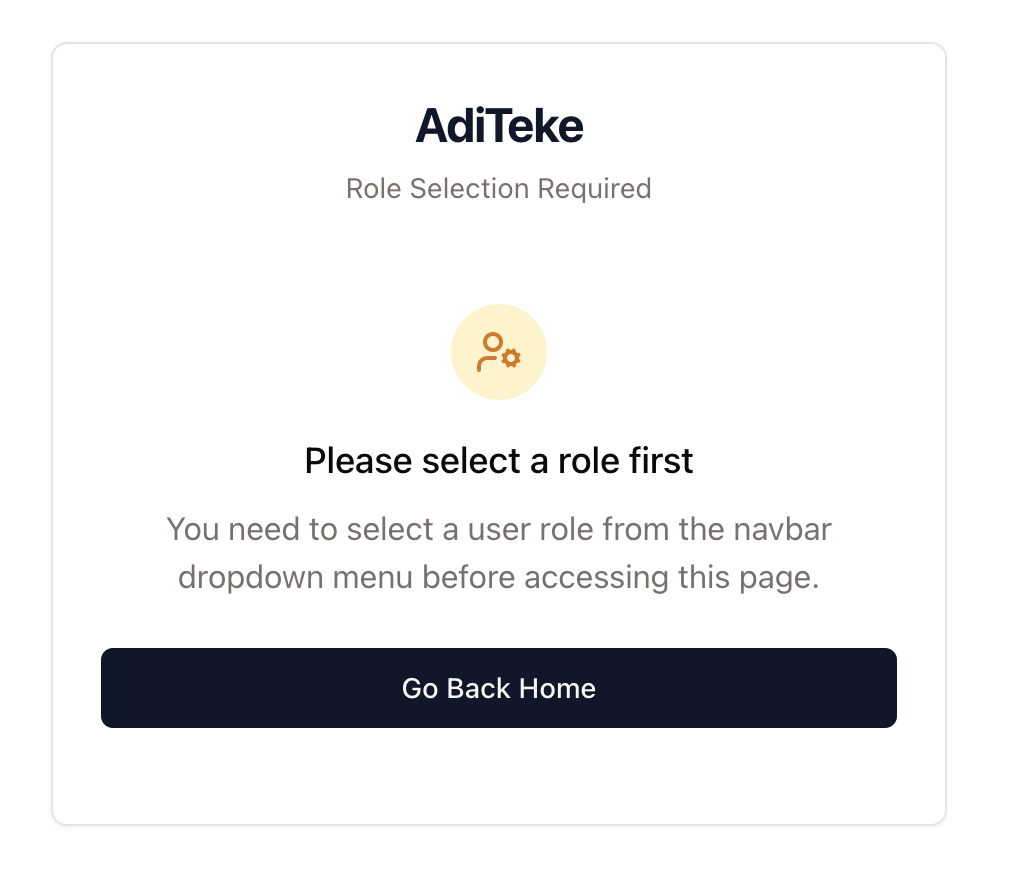 AdiTeke
Role Selection Required
Please select a role first
You need to select a user role from the navbar
dropdown menu before accessing this page.
Go Back Home